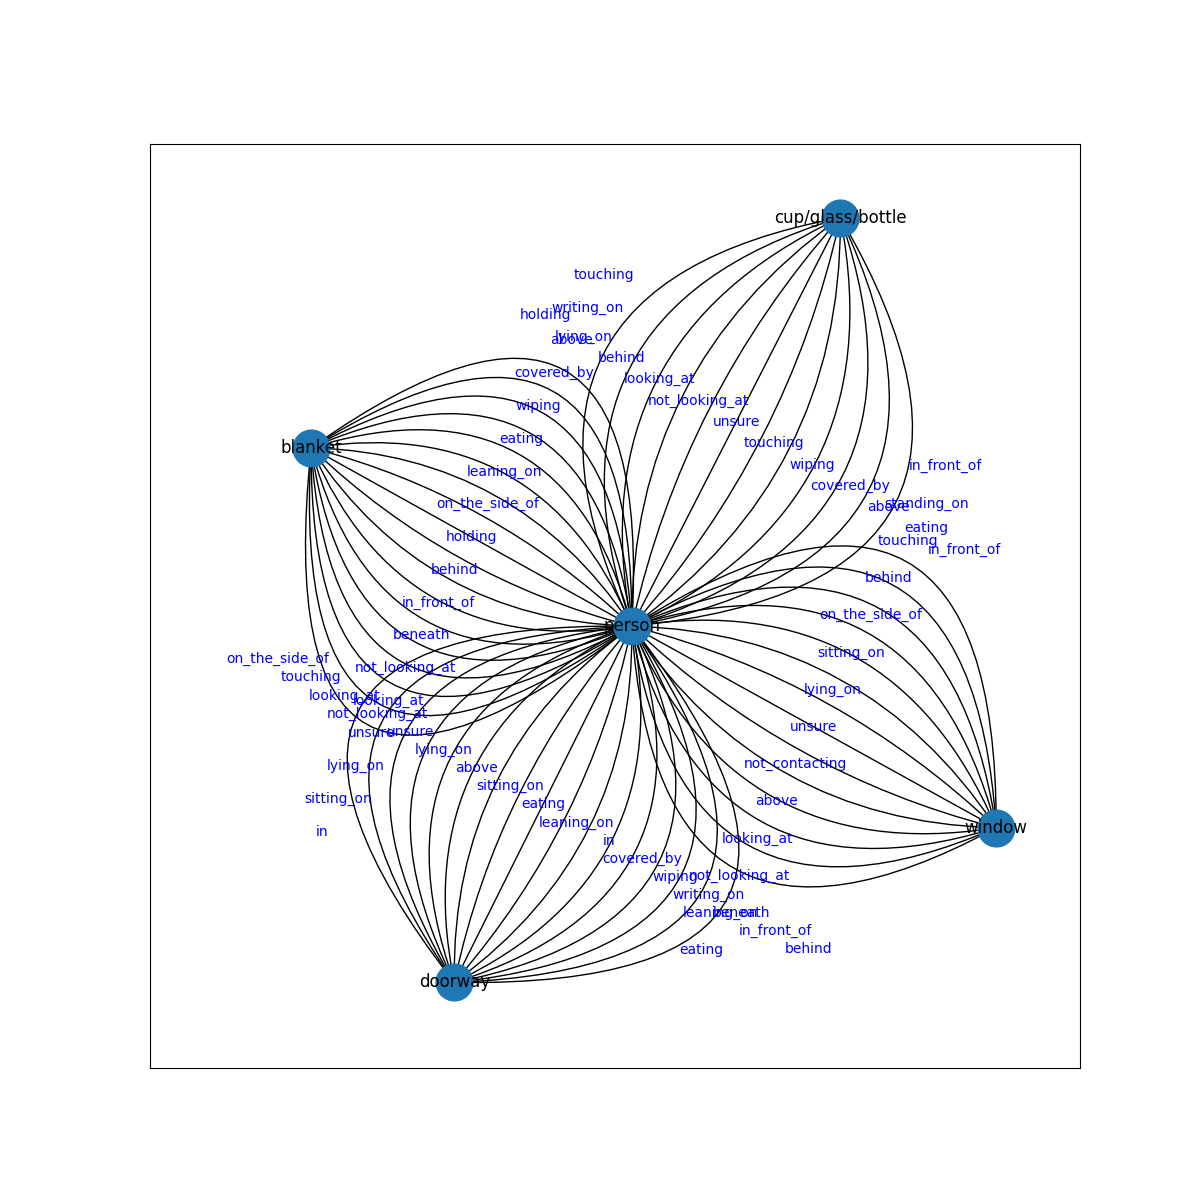 cup/glass/bottle
touching
writing_on
holding
lying_on
above
behind
covered_by
looking_at
not_looking_at
wiping
unsure
eating
touching
blanket
wiping
in_front_of
leaning_on
covered_by
on_the_side_of
above
standing_on
eating
holding
touching
in_front_of
behind
behind
in_front_of
on_the_side_of
person
beneath
sitting_on
on_the_side_of
not_looking_at
touching
lying_on
looking_at
looking_at
not_looking_at
unsure
unsure
unsure
lying_on
not_contacting
lying_on
above
sitting_on
sitting_on
above
eating
leaning_on
window
in
in
looking_at
covered_by
wiping
not_looking_at
writing_on
leaning_on
beneath
in_front_of
eating
behind
doorway